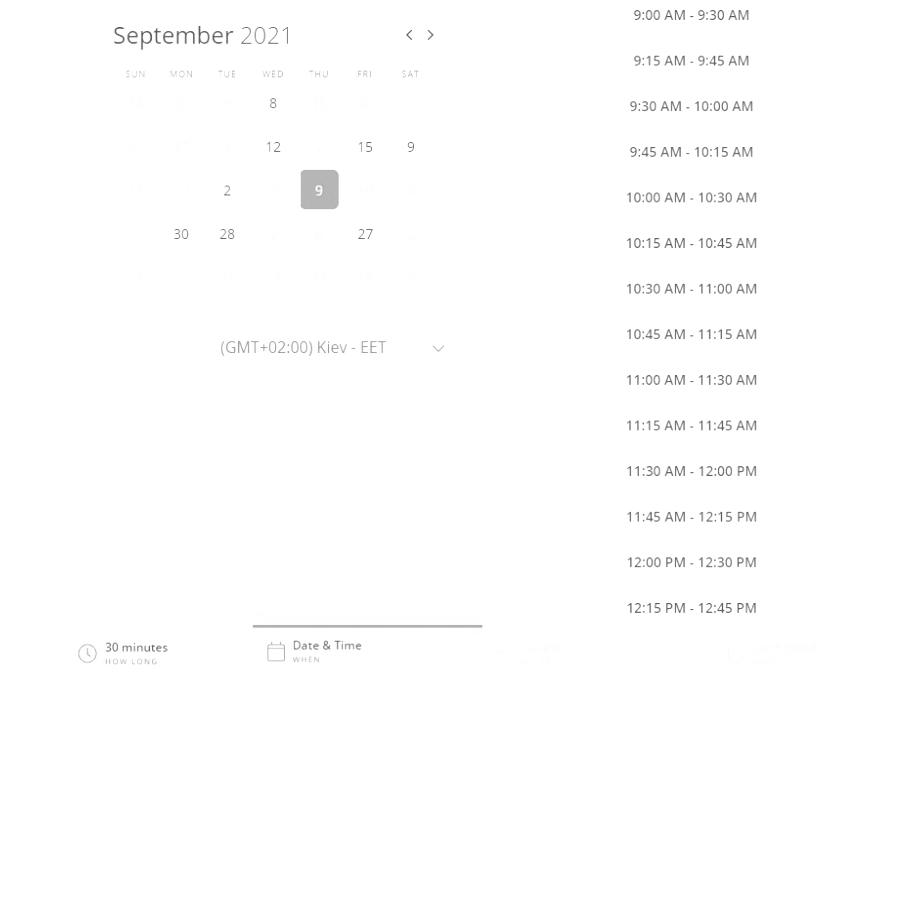 September 2021
SUN MON TUE WED THU FRI SAT
8
12 15 9
2 9
30 28 27
(GMT+02:00) Kiev - EET
9:00 AM - 9:30 AM
9:15 AM - 9:45 AM
9:30 AM - 10:00 AM
9:45 AM - 10:15 AM
10:00 AM - 10:30 AM
10:15 AM - 10:45 AM
10:30 AM - 11:00 AM
10:45 AM - 11:15 AM
11:00 AM - 11:30 AM
11:15 AM - 11:45 AM
11:30 AM - 12:00 PM
11:45 AM - 12:15 PM
12:00 PM - 12:30 PM
12:15 PM - 12:45 PM
30 minutes
HOW LONG
Date & Time
WHEN